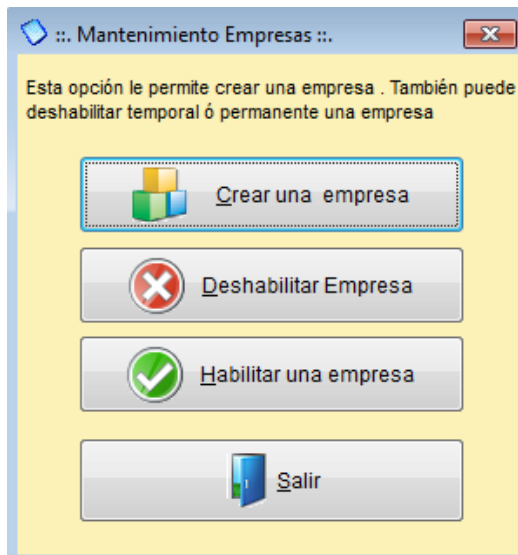 ::. Mantenimiento Empresas ::.
Esta opción le permite crear una empresa . También puede
deshabilitar temporal ó permanente una empresa
Crear una empresa
Deshabilitar Empresa
Habilitar una empresa
Salir